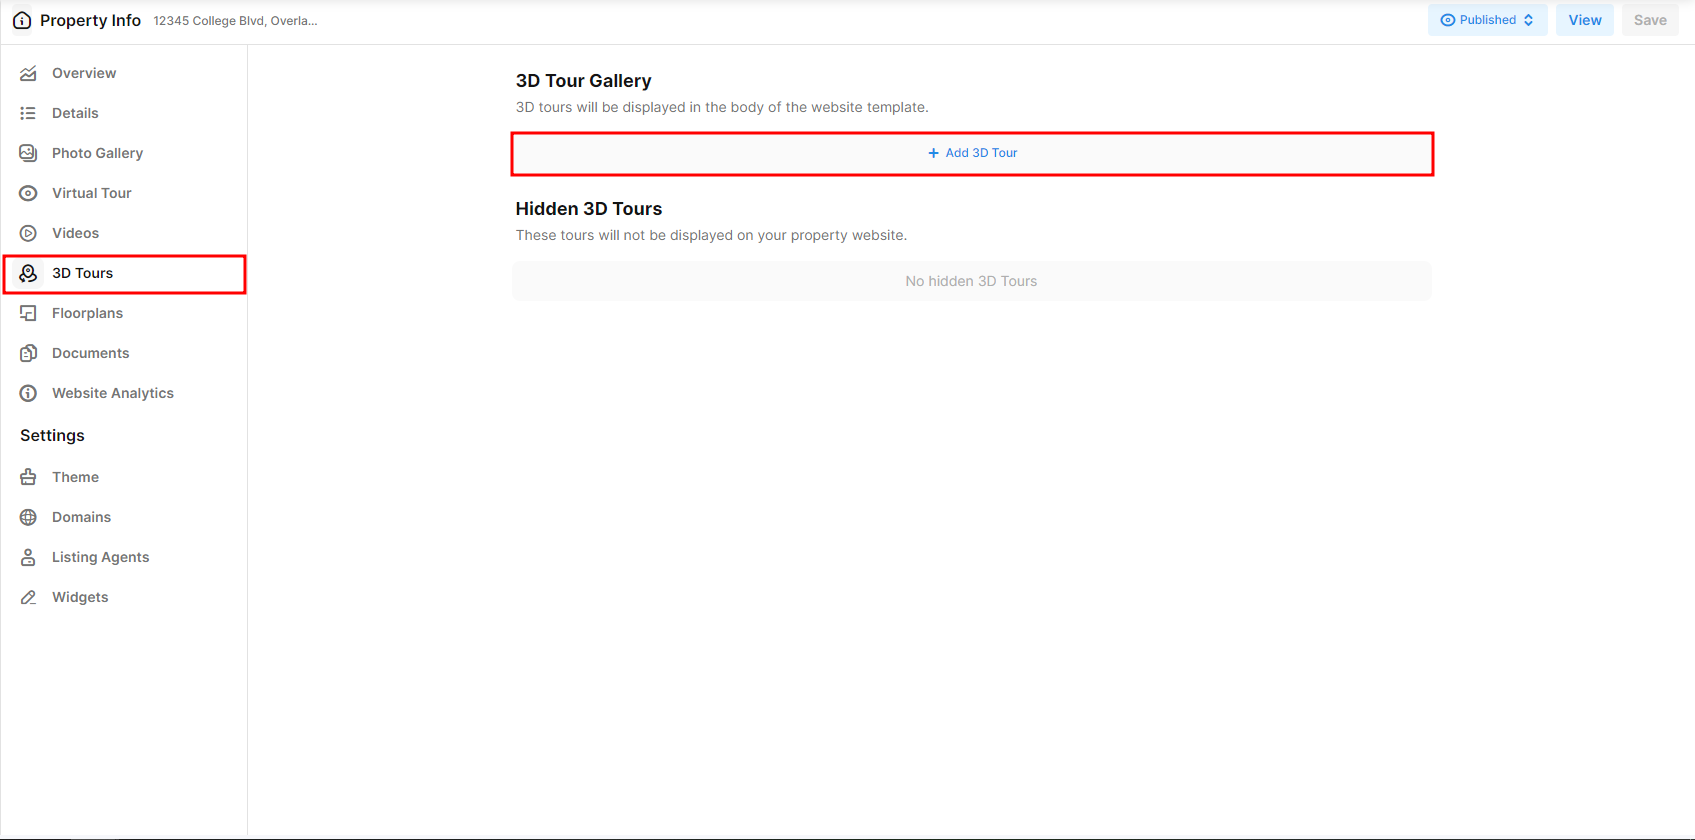 Property Info 12345 College Blvd, Overla...
Published
View
Save
Overview
Details
Photo Gallery
Virtual Tour
Videos
3D Tours
Floorplans
Documents
Website Analytics
Settings
Theme
Domains
Listing Agents
Widgets
3D Tour Gallery
3D tours will be displayed in the body of the website template.
+ Add 3D Tour
Hidden 3D Tours
These tours will not be displayed on your property website.
No hidden 3D Tours